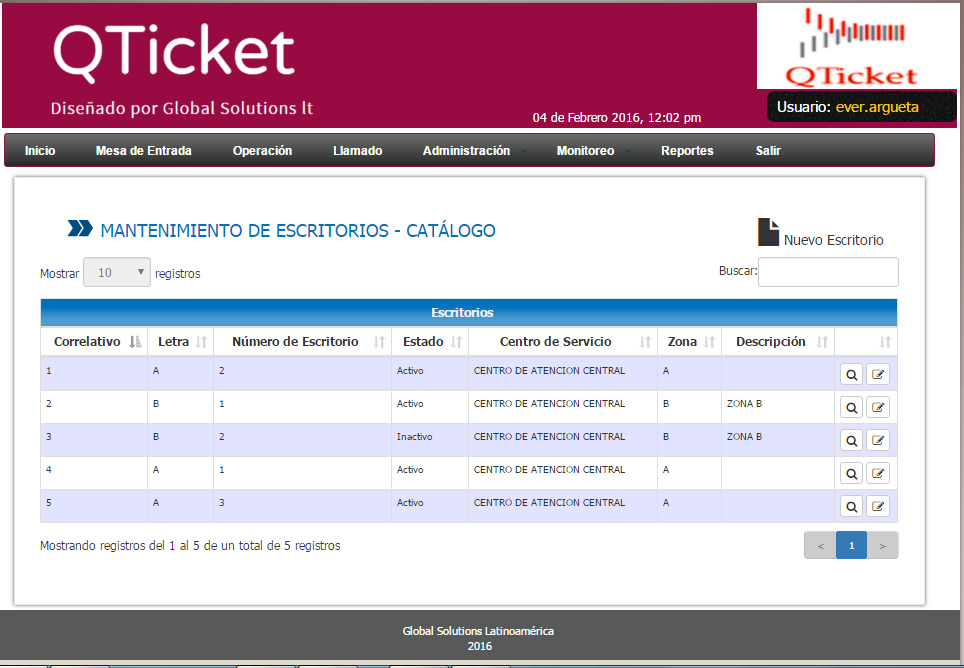 QTicket
Diseñado por Global Solutions lt
QTicket
04 de Febrero 2016, 12:02 pm
Usuario: ever.argueta
Inicio Mesa de Entrada Operación Llamado Administración Monitoreo Reportes Salir
MANTENIMIENTO DE ESCRITORIOS - CATÁLOGO
Nuevo Escritorio
Mostrar 10 registros
Buscar:
Escritorios
Correlativo Letra Número de Escritorio Estado Centro de Servicio Zona Descripción
1 A 2 Activo CENTRO DE ATENCION CENTRAL A
2 B 1 Activo CENTRO DE ATENCION CENTRAL B ZONA B
3 B 2 Inactivo CENTRO DE ATENCION CENTRAL B ZONA B
4 A 1 Activo CENTRO DE ATENCION CENTRAL A
5 A 3 Activo CENTRO DE ATENCION CENTRAL A
Mostrando registros del 1 al 5 de un total de 5 registros
< 1 >
Global Solutions Latinoamérica
2016